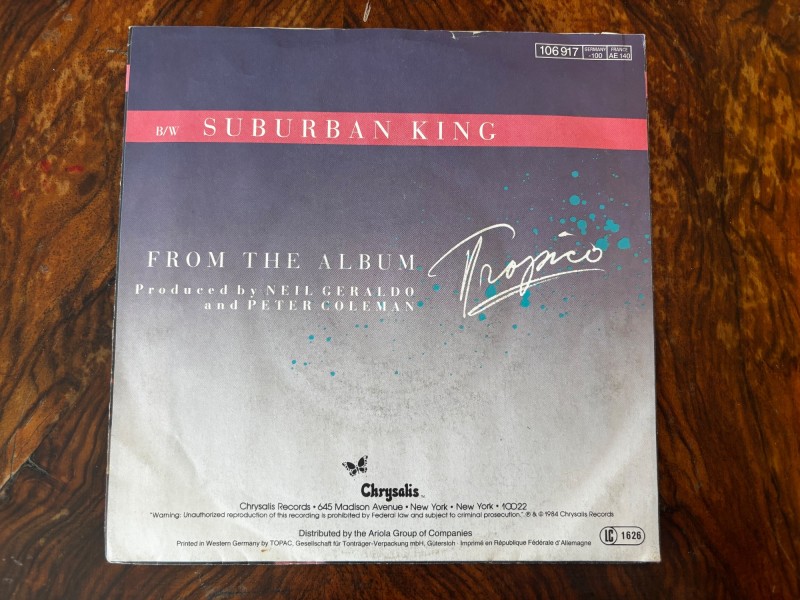 106 917 GERMANY -100 FRANCE AE 140
B/W SUBURBAN KING
FROM THE ALBUM Tropico
Produced by NEIL GERALDO
and PETER COLEMAN
Chrysalis TM
Chrysalis Records • 645 Madison Avenue • New York • New York • 10022
"Warning: Unauthorized reproduction of this recording is prohibited by Federal law and subject to criminal prosecution." ℗ & © 1984 Chrysalis Records
Distributed by the Ariola Group of Companies
LC 1626
Printed in Western Germany by TOPAC, Gesellschaft für Tonträger-Verpackung mbH, Gütersloh · Imprimé en République Fédérale d'Allemagne